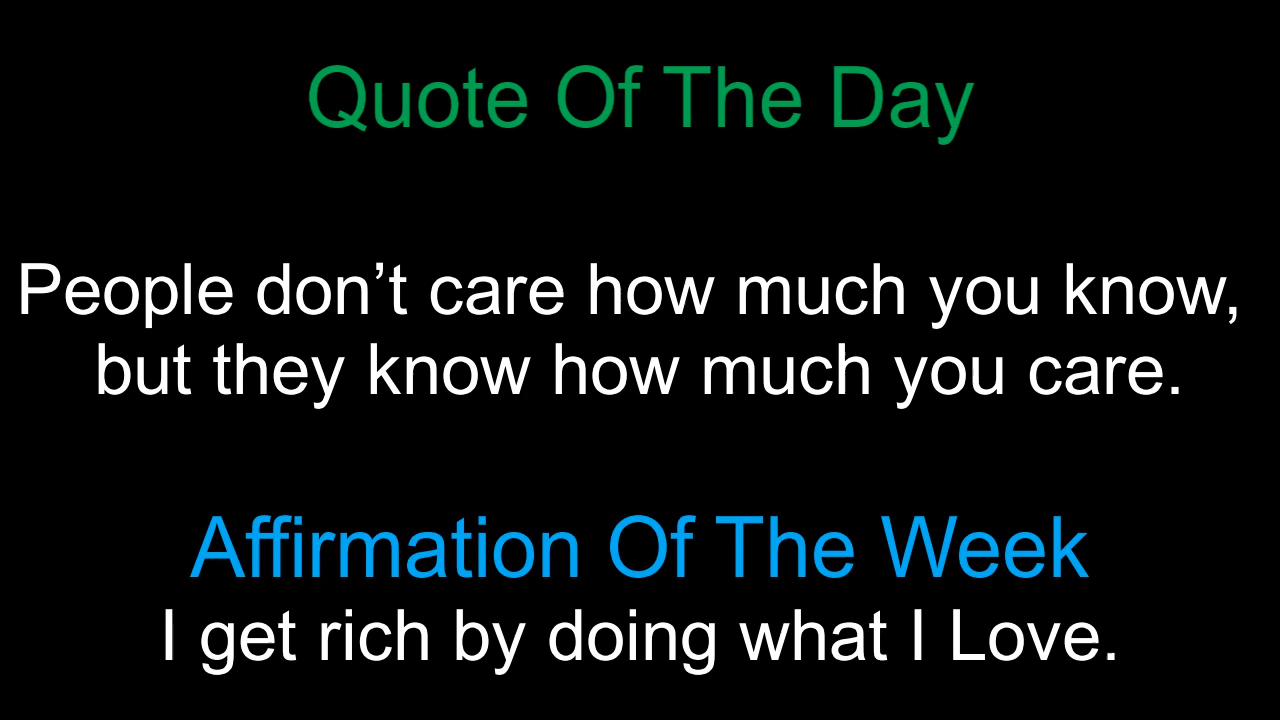 Quote Of The Day
People don’t care how much you know,
but they know how much you care.
Affirmation Of The Week
I get rich by doing what I Love.